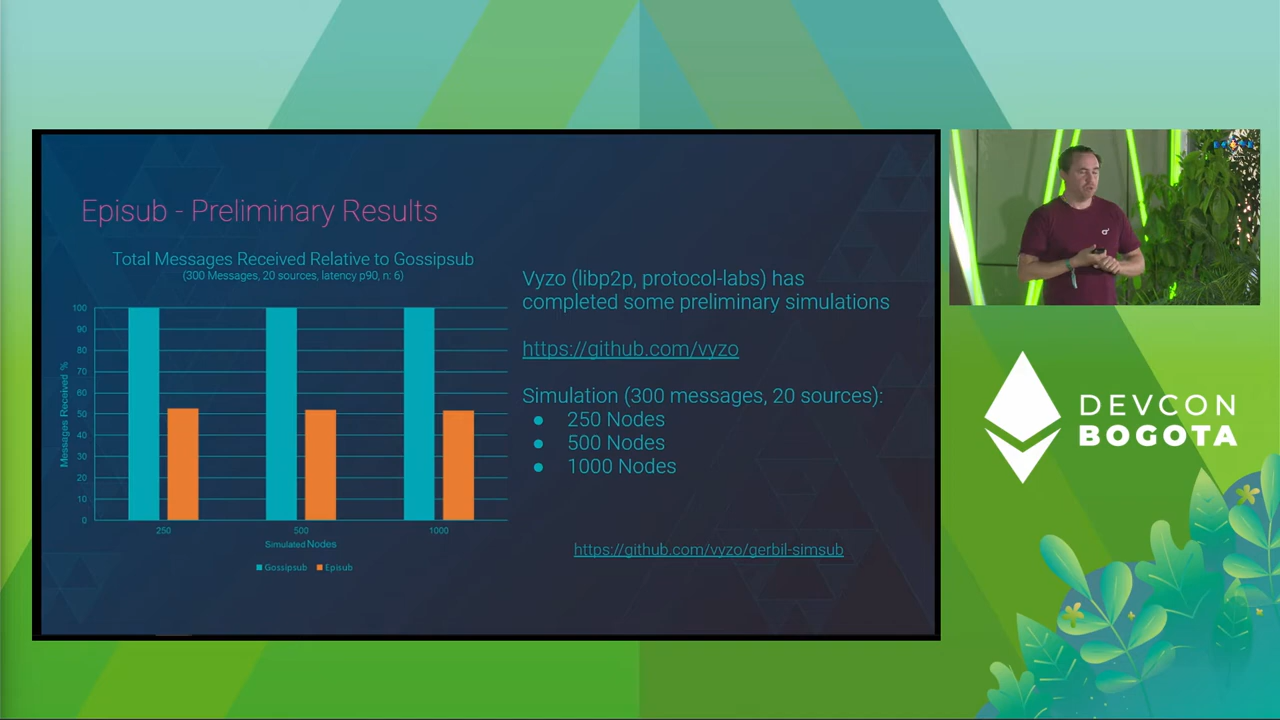 Episub - Preliminary Results
Total Messages Received Relative to Gossipsub
(300 Messages, 20 sources, latency p90, n: 6)
100
90
80
70
60
50
40
30
20
10
0
Messages Received %
250
500
1000
Simulated Nodes
Gossipsub
Episub
Vyzo (libp2p, protocol-labs) has
completed some preliminary simulations
https://github.com/vyzo
Simulation (300 messages, 20 sources):
● 250 Nodes
● 500 Nodes
● 1000 Nodes
https://github.com/vyzo/gerbil-simsub
DEVCON
BOGOTA